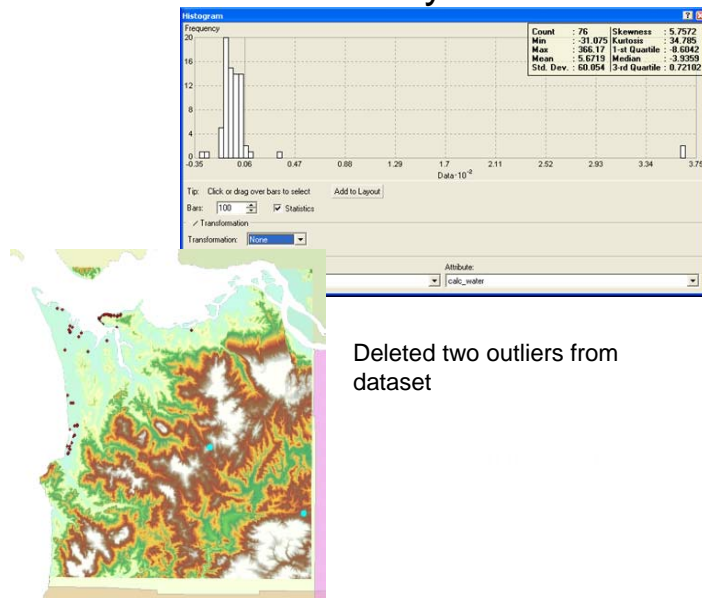 Histogram
Frequency
Count : 76 Skewness : 5.7572
Min : -31.075 Kurtosis : 34.785
Max : 366.17 1-st Quartile : -8.6042
Mean : 5.6719 Median : -3.9359
Std. Dev. : 60.054 3-rd Quartile : 0.72102
20
16
12
8
4
0
-0.35 0.06 0.47 0.88 1.29 1.7 2.11 2.52 2.93 3.34 3.75
Data·10⁻²
Tip: Click or drag over bars to select Add to Layout
Bars: 100 Statistics
Transformation
Transformation: None
Attribute:
calc_water
Deleted two outliers from
dataset